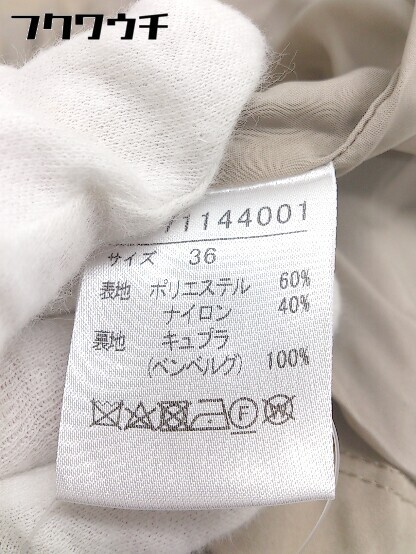 フクワウチ
71144001
サイズ 36
表地 ポリエステル 60%
ナイロン 40%
裏地 キュプラ
(ベンベルグ) 100%